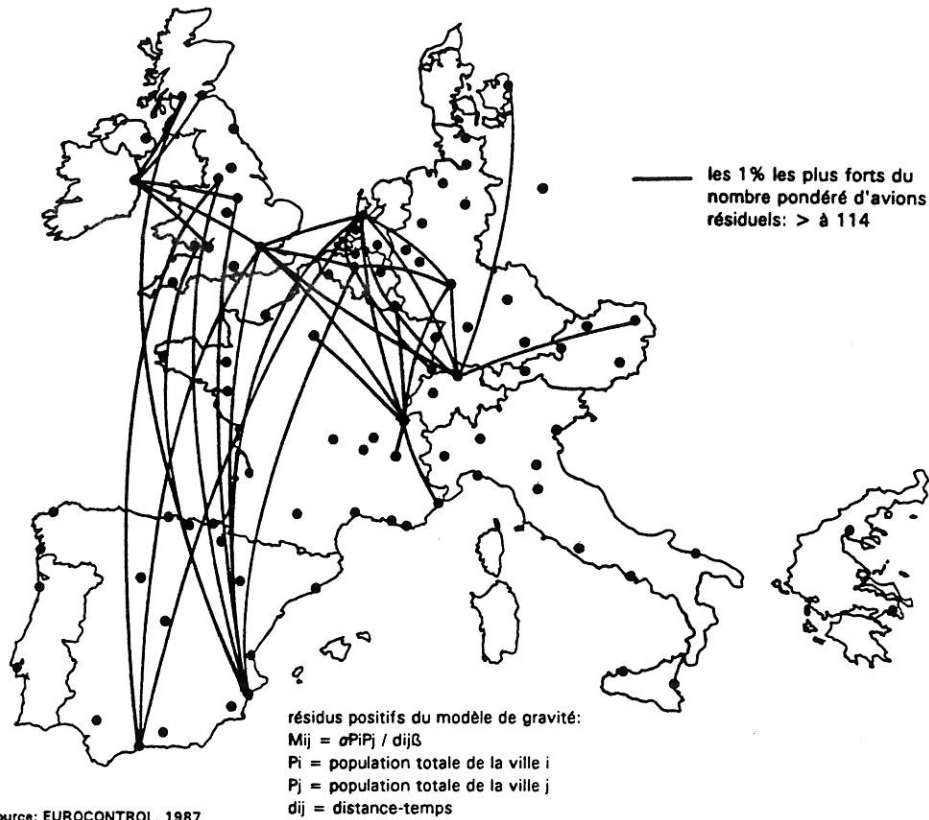 les 1% les plus forts du
nombre pondéré d'avions
résiduels: > à 114
résidus positifs du modèle de gravité:
Mij = αPiPj / dijß
Pi = population totale de la ville i
Pj = population totale de la ville j
dij = distance-temps
ource: EUROCONTROL, 1987